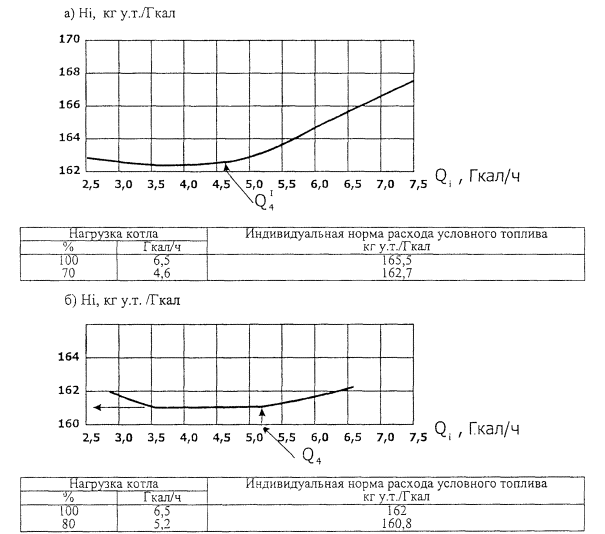 а) Hi, кг у.т./Гкал
170
168
166
164
162
2,5 3,0 3,5 4,0 4,5 5,0 5,5 6,0 6,5 7,0 7,5 Qi , Гкал/ч
Q4I
Нагрузка котла Индивидуальная норма расхода условного топлива
% Гкал/ч кг у.т./Гкал
100 6,5 165,5
70 4,6 162,7
б) Hi, кг у.т. /Гкал
164
162
160
2,5 3,0 3,5 4,0 4,5 5,0 5,5 6,0 6,5 7,0 7,5 Qi , Гкал/ч
Q4
Нагрузка котла Индивидуальная норма расхода условного топлива
% Гкал/ч кг у.т./Гкал
100 6,5 162
80 5,2 160,8